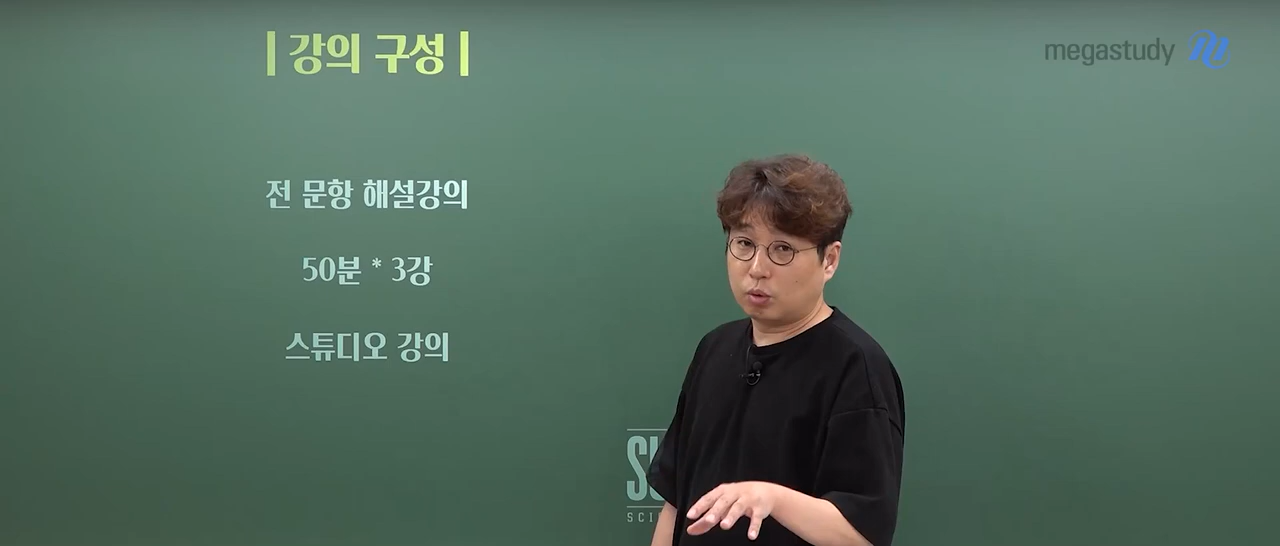 | 강의 구성 |
megastudy
전 문항 해설강의
50분 * 3강
스튜디오 강의
SCI